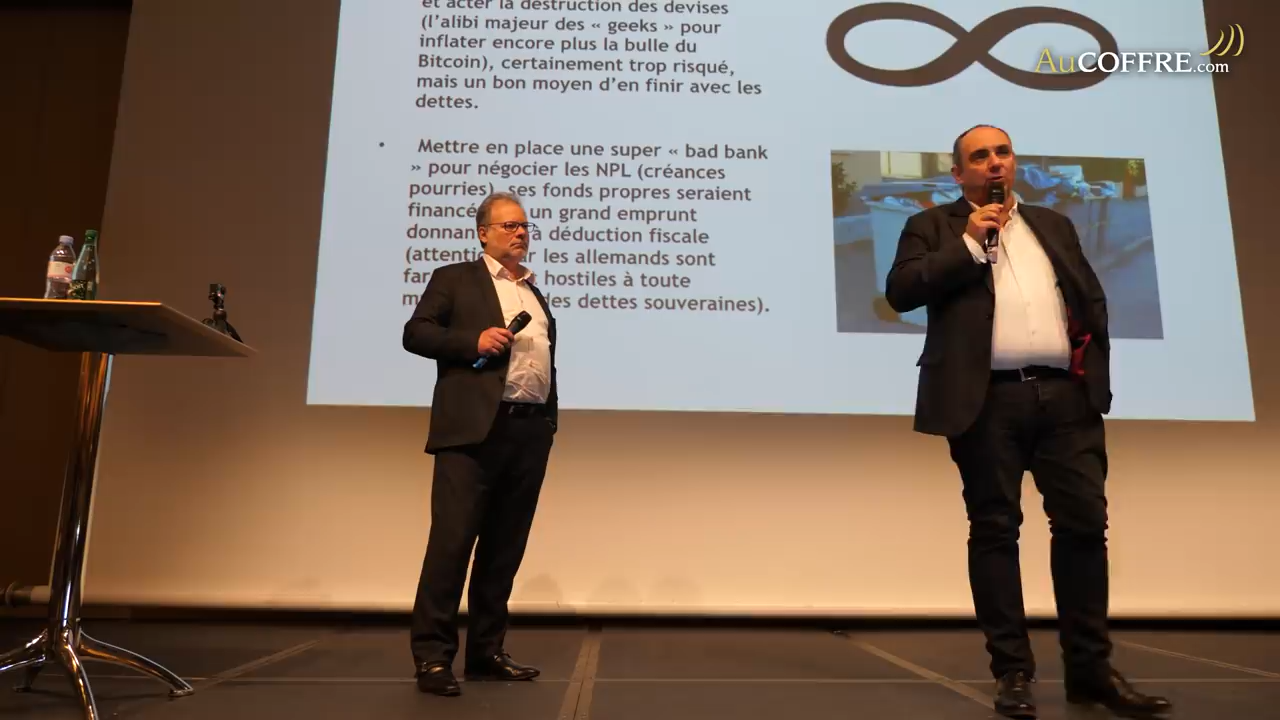 et acter la destruction des devises
(l'alibi majeur des « geeks » pour
inflater encore plus la bulle du
Bitcoin), certainement trop risqué,
mais un bon moyen d'en finir avec les
dettes.
• Mettre en place une super « bad bank
» pour négocier les NPL (créances
pourries), ses fonds propres seraient
un grand emprunt
déduction fiscale
les allemands sont
hostiles à toute
des dettes souveraines).
AuCOFFRE.com